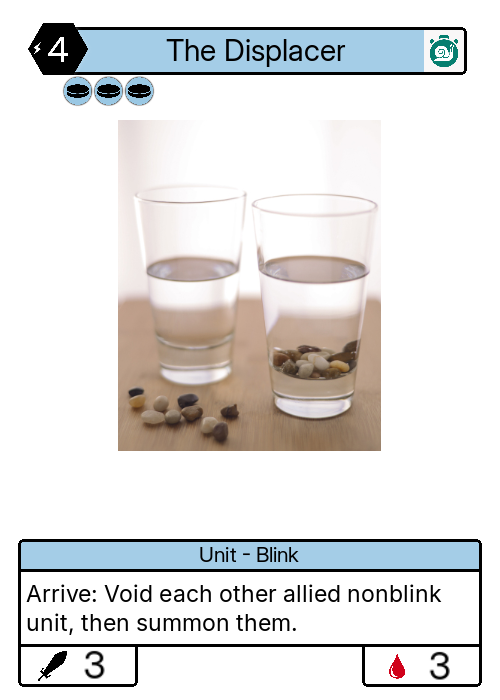 4
The Displacer
Unit - Blink
Arrive: Void each other allied nonblink
unit, then summon them.
3
3